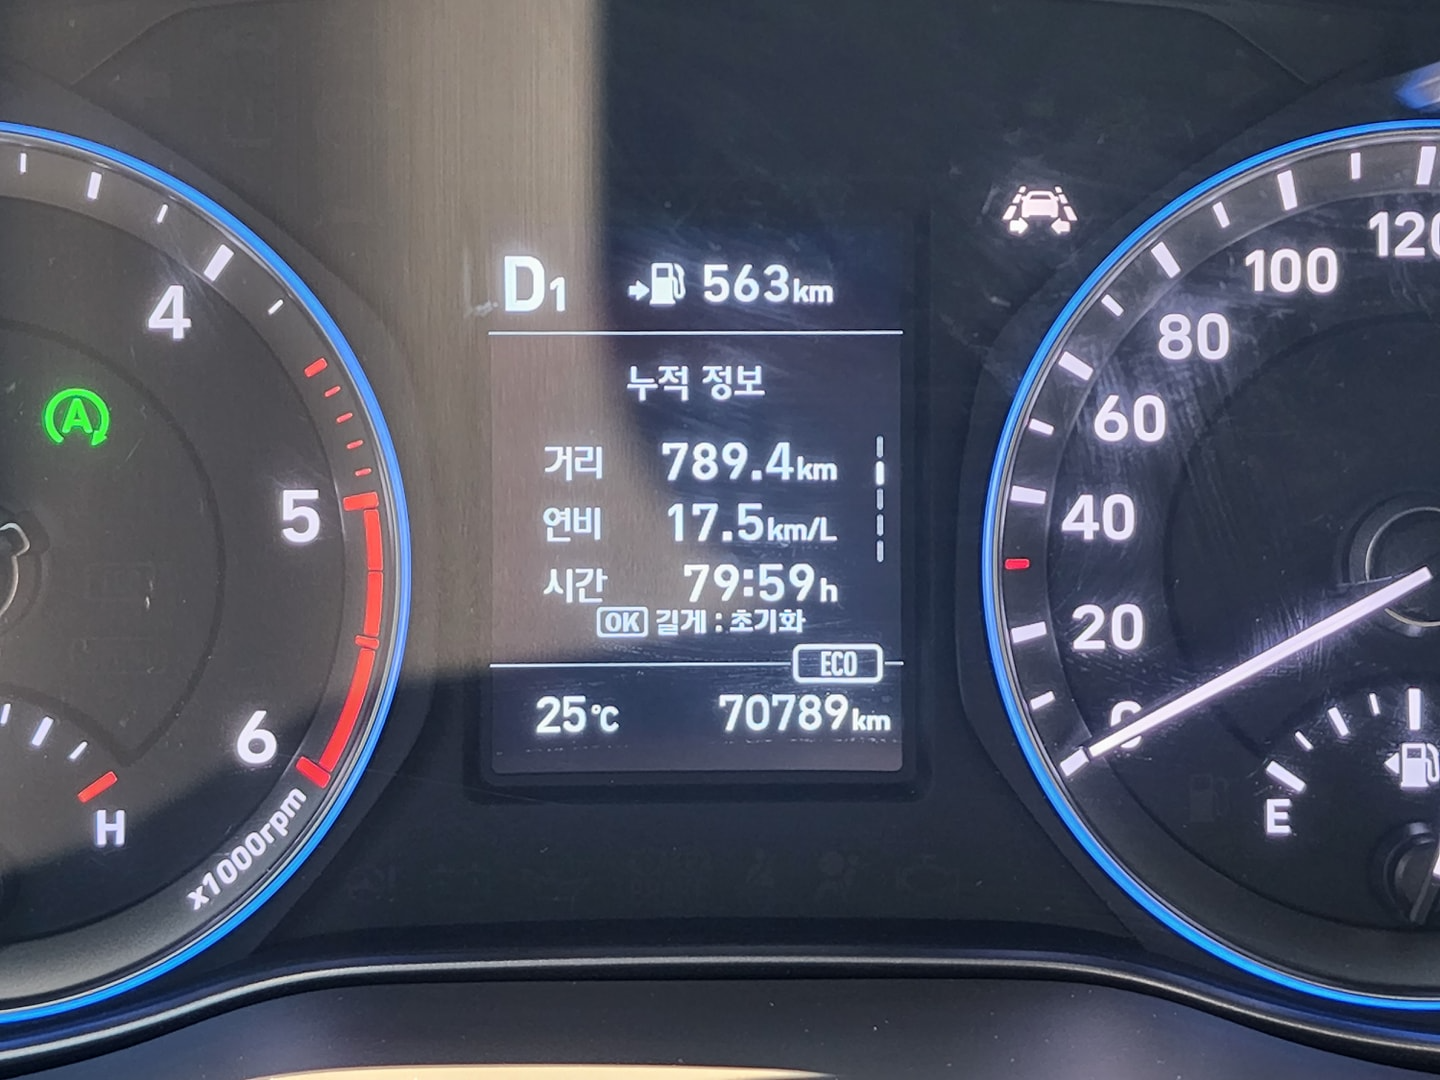 4
5
6
H
x1000rpm
A
D1 563km
누적 정보
거리 789.4km
연비 17.5km/L
시간 79:59h
OK 길게 : 초기화
ECO
25℃ 70789km
120
100
80
60
40
20
0
E